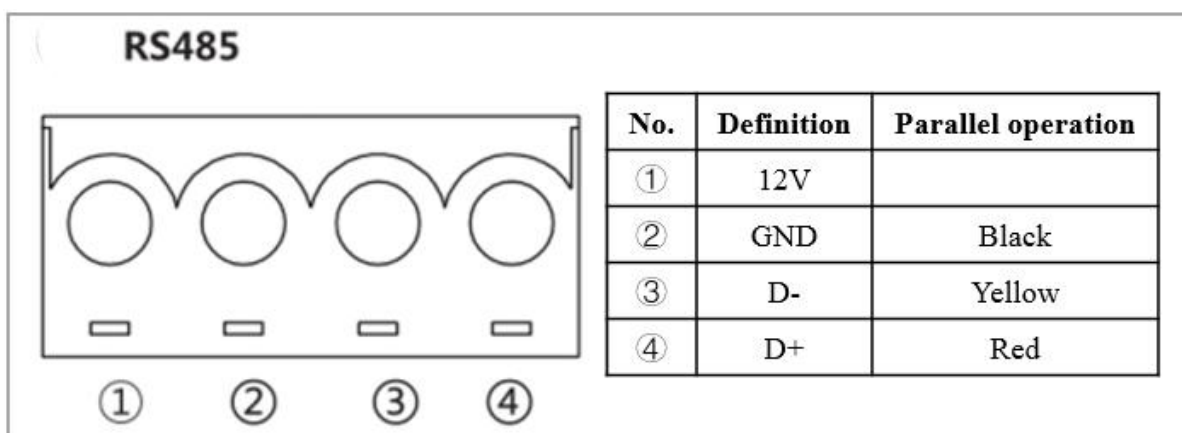 RS485
No. Definition Parallel operation
① 12V
② GND Black
③ D- Yellow
④ D+ Red
① ② ③ ④